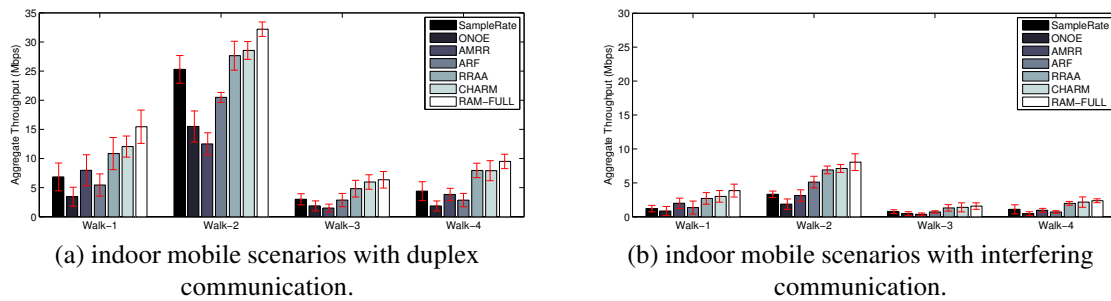 Aggregate Throughput (Mbps)
35
30
25
20
15
10
5
0
Walk-1
Walk-2
Walk-3
Walk-4
SampleRate
ONOE
AMRR
ARF
RRAA
CHARM
RAM-FULL
(a) indoor mobile scenarios with duplex
communication.
Aggregate Throughput (Mbps)
30
25
20
15
10
5
0
Walk-1
Walk-2
Walk-3
Walk-4
SampleRate
ONOE
AMRR
ARF
RRAA
CHARM
RAM-FULL
(b) indoor mobile scenarios with interfering
communication.